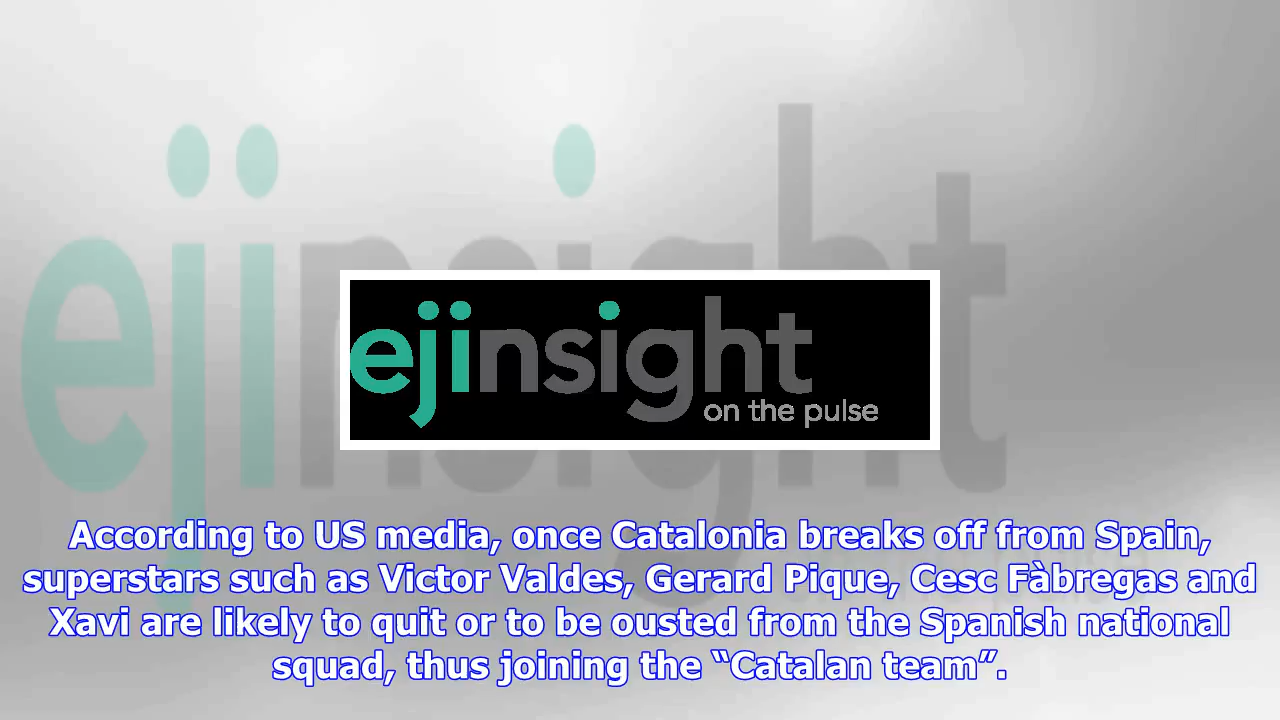 ejinsight
ejinsight
on the pulse
According to US media, once Catalonia breaks off from Spain,
superstars such as Victor Valdes, Gerard Pique, Cesc Fàbregas and
Xavi are likely to quit or to be ousted from the Spanish national
squad, thus joining the “Catalan team”.